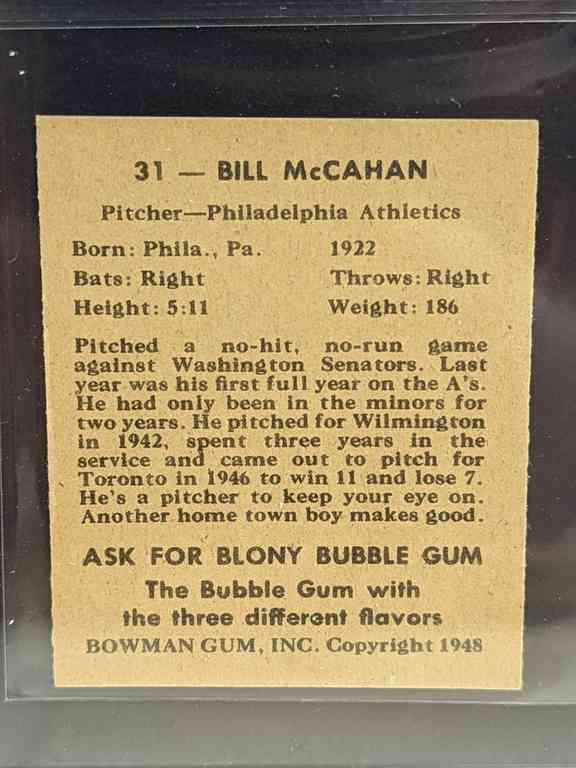 31 — BILL McCAHAN
Pitcher—Philadelphia Athletics
Born: Phila., Pa. 1922
Bats: Right Throws: Right
Height: 5:11 Weight: 186
Pitched a no-hit, no-run game
against Washington Senators. Last
year was his first full year on the A's.
He had only been in the minors for
two years. He pitched for Wilmington
in 1942, spent three years in the
service and came out to pitch for
Toronto in 1946 to win 11 and lose 7.
He's a pitcher to keep your eye on.
Another home town boy makes good.
ASK FOR BLONY BUBBLE GUM
The Bubble Gum with
the three different flavors
BOWMAN GUM, INC. Copyright 1948